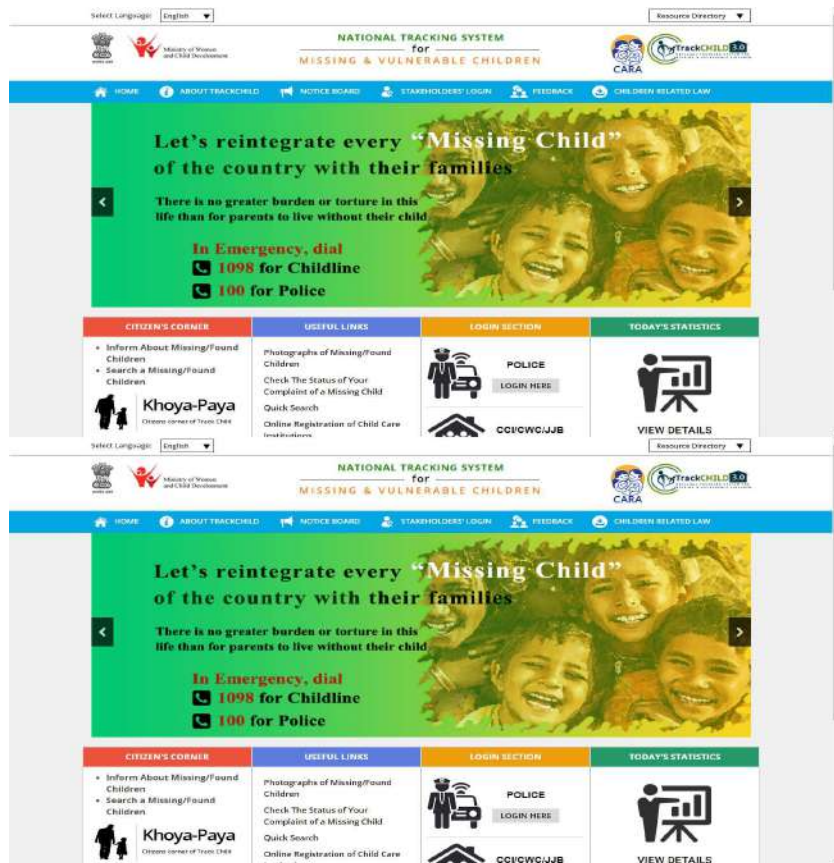 Select Language: English
Resource Directory
Ministry of Women
and Child Development
NATIONAL TRACKING SYSTEM
for
MISSING & VULNERABLE CHILDREN
CARA
TrackCHILD 3.0
HOME ABOUT TRACKCHILD NOTICE BOARD STAKEHOLDERS' LOGIN FEEDBACK CHILDREN RELATED LAW
Let's reintegrate every "Missing Child"
of the country with their families
There is no greater burden or torture in this
life than for parents to live without their child
In Emergency, dial
1098 for Childline
100 for Police
CITIZEN'S CORNER
Inform About Missing/Found
Children
Search a Missing/Found
Children
Khoya-Paya
Citizens corner of Track Child
USEFUL LINKS
Photographs of Missing/Found
Children
Check The Status of Your
Complaint of a Missing Child
Quick Search
Online Registration of Child Care
Institutions
LOGIN SECTION
POLICE
LOGIN HERE
CCI/CWC/JJB
TODAY'S STATISTICS
VIEW DETAILS
Select Language: English
Resource Directory
Ministry of Women
and Child Development
NATIONAL TRACKING SYSTEM
for
MISSING & VULNERABLE CHILDREN
CARA
TrackCHILD 3.0
HOME ABOUT TRACKCHILD NOTICE BOARD STAKEHOLDERS' LOGIN FEEDBACK CHILDREN RELATED LAW
Let's reintegrate every "Missing Child"
of the country with their families
There is no greater burden or torture in this
life than for parents to live without their child
In Emergency, dial
1098 for Childline
100 for Police
CITIZEN'S CORNER
Inform About Missing/Found
Children
Search a Missing/Found
Children
Khoya-Paya
Citizens corner of Track Child
USEFUL LINKS
Photographs of Missing/Found
Children
Check The Status of Your
Complaint of a Missing Child
Quick Search
Online Registration of Child Care
LOGIN SECTION
POLICE
LOGIN HERE
CCI/CWC/JJB
TODAY'S STATISTICS
VIEW DETAILS